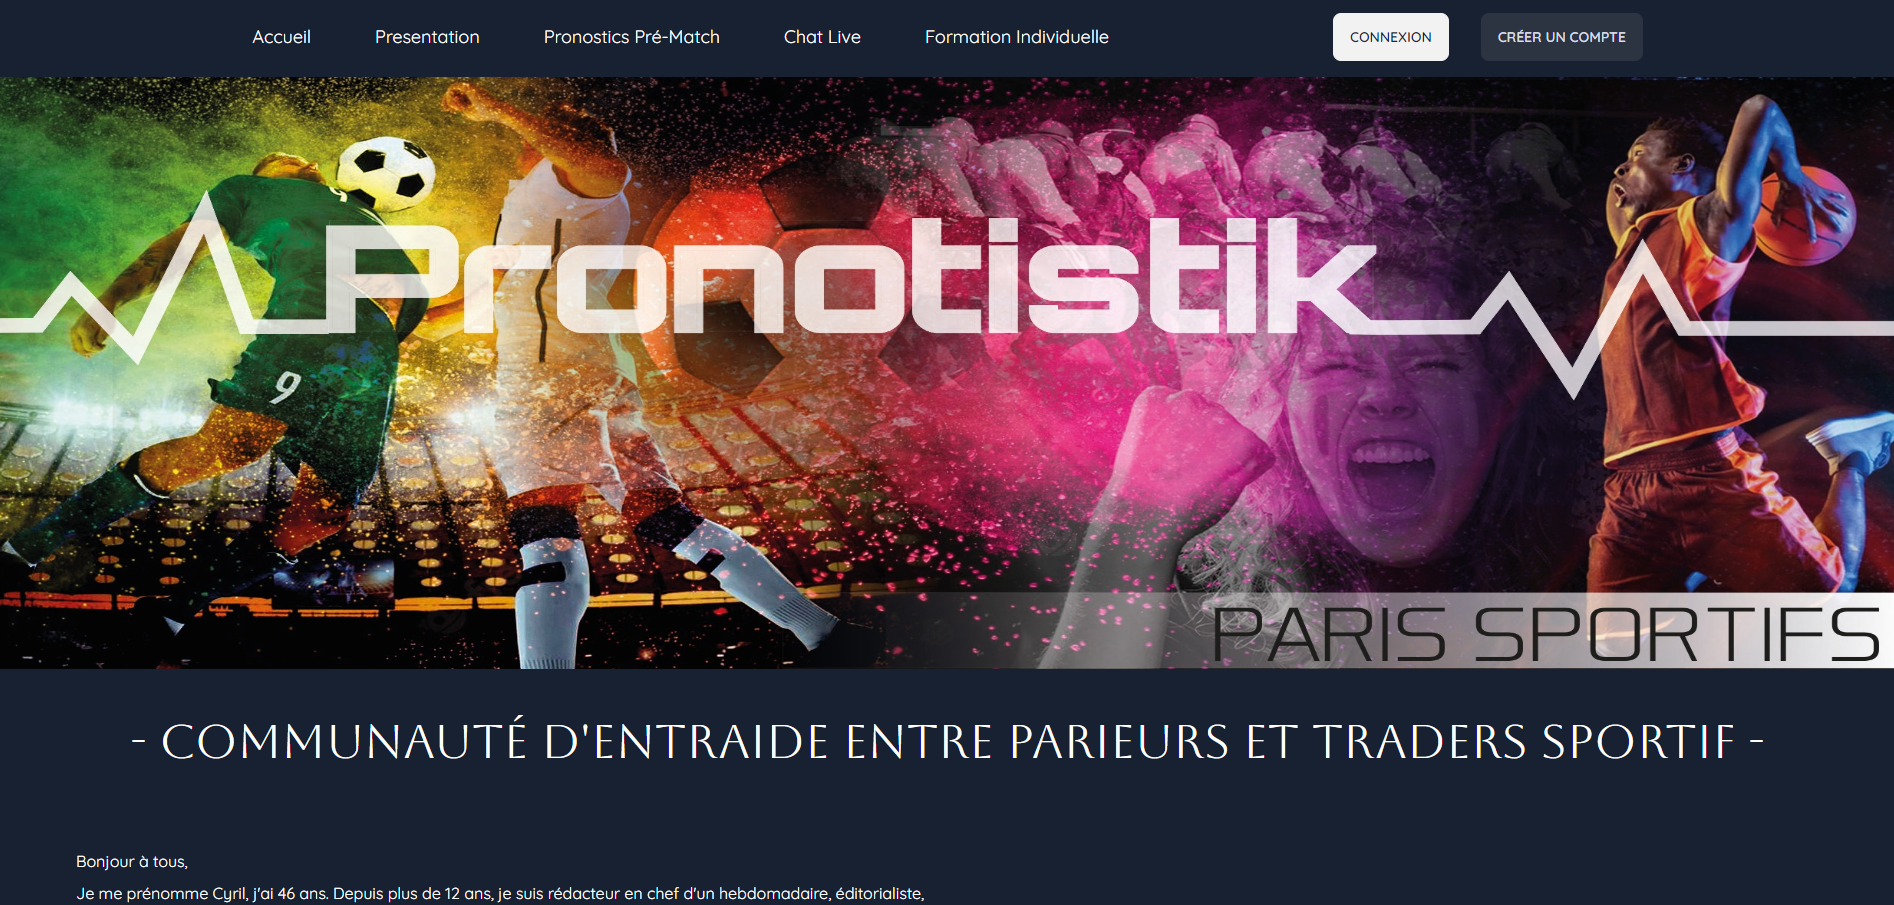 Accueil Presentation Pronostics Pré-Match Chat Live Formation Individuelle CONNEXION CRÉER UN COMPTE
Pronotistik
9
PARIS SPORTIFS
- COMMUNAUTÉ D'ENTRAIDE ENTRE PARIEURS ET TRADERS SPORTIF -
Bonjour à tous,
Je me prénomme Cyril, j'ai 46 ans. Depuis plus de 12 ans, je suis rédacteur en chef d'un hebdomadaire, éditorialiste,